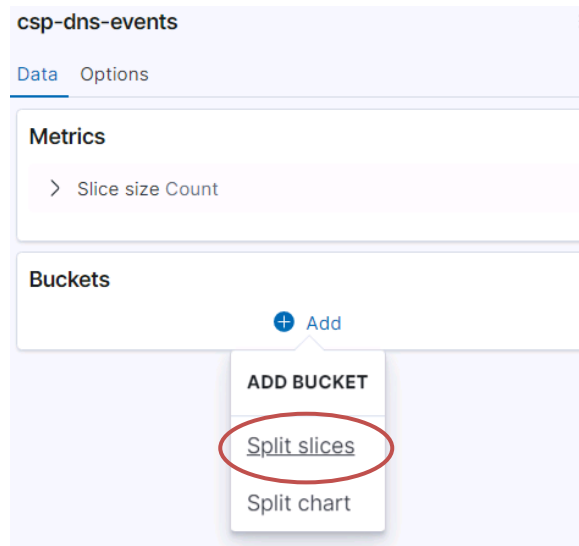 csp-dns-events
Data Options
Metrics
Slice size Count
Buckets
Add
ADD BUCKET
Split slices
Split chart